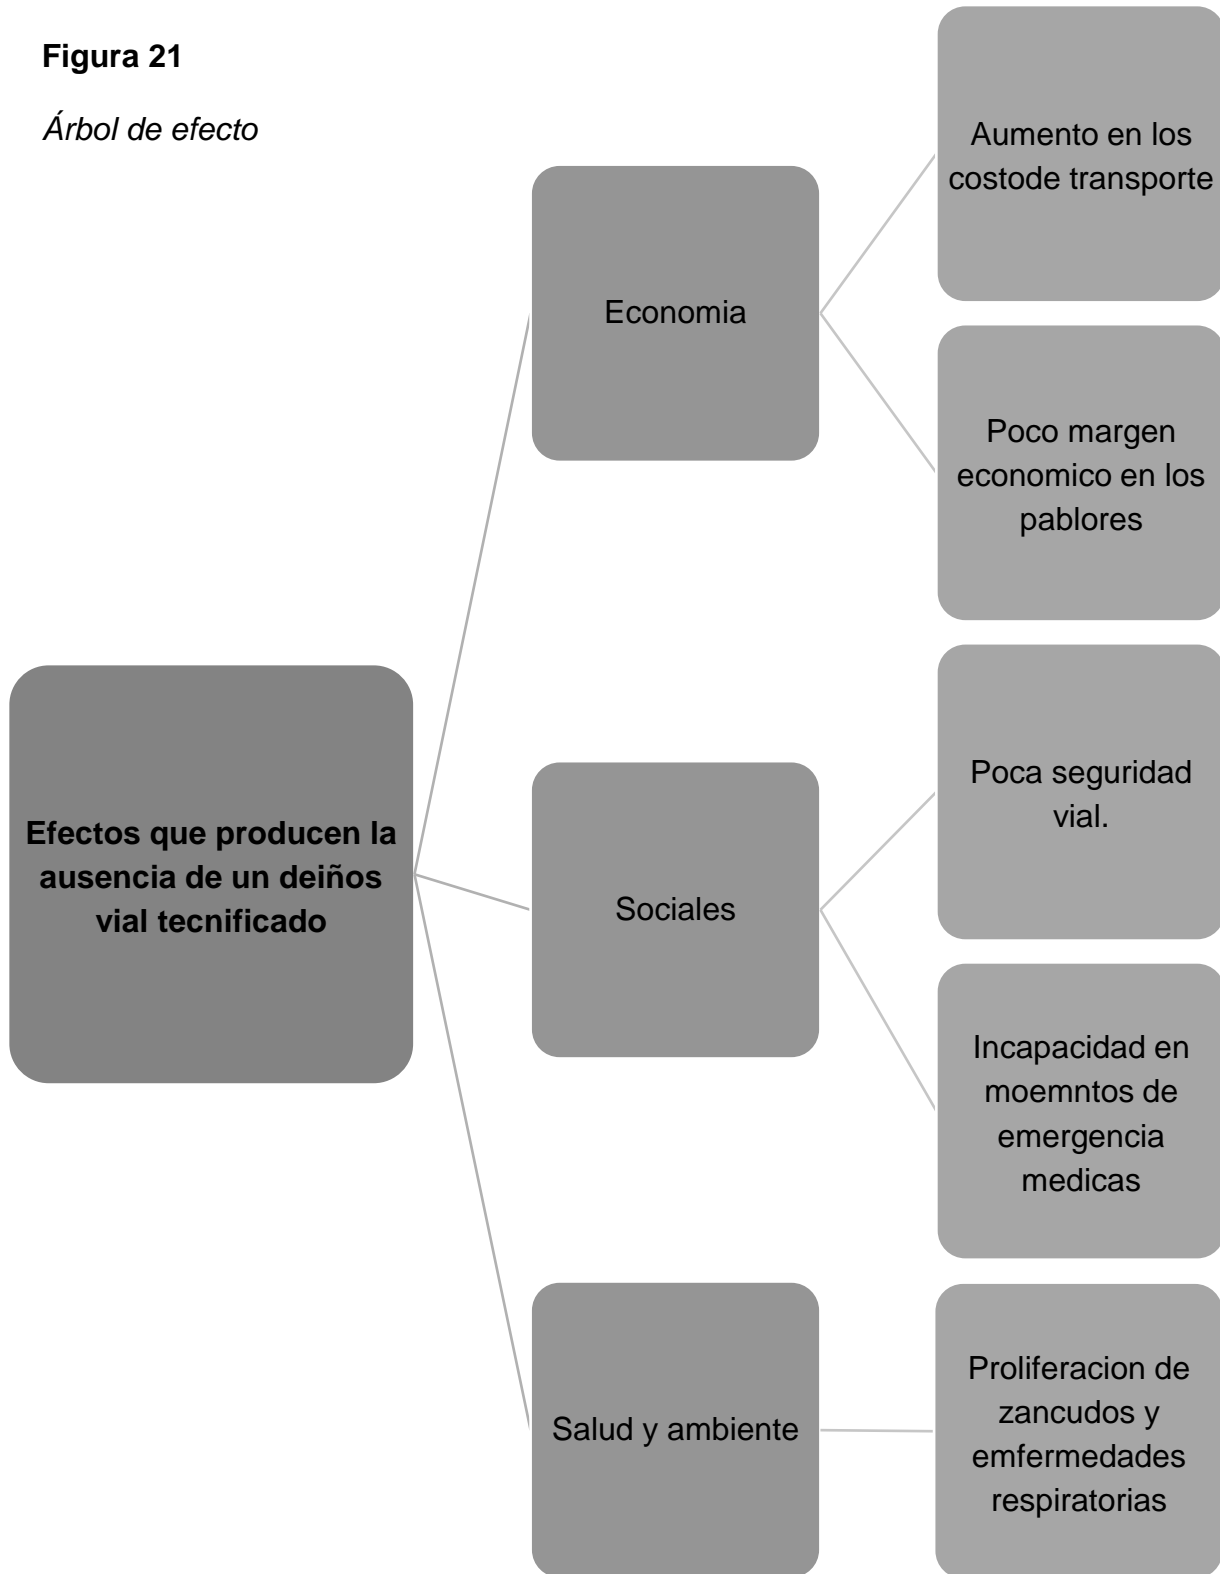 Figura 21
Árbol de efecto
Efectos que producen la
ausencia de un deiños
vial tecnificado
Economia
Aumento en los
costode transporte
Poco margen
economico en los
pablores
Sociales
Poca seguridad
vial.
Incapacidad en
moemntos de
emergencia
medicas
Salud y ambiente
Proliferacion de
zancudos y
emfermedades
respiratorias